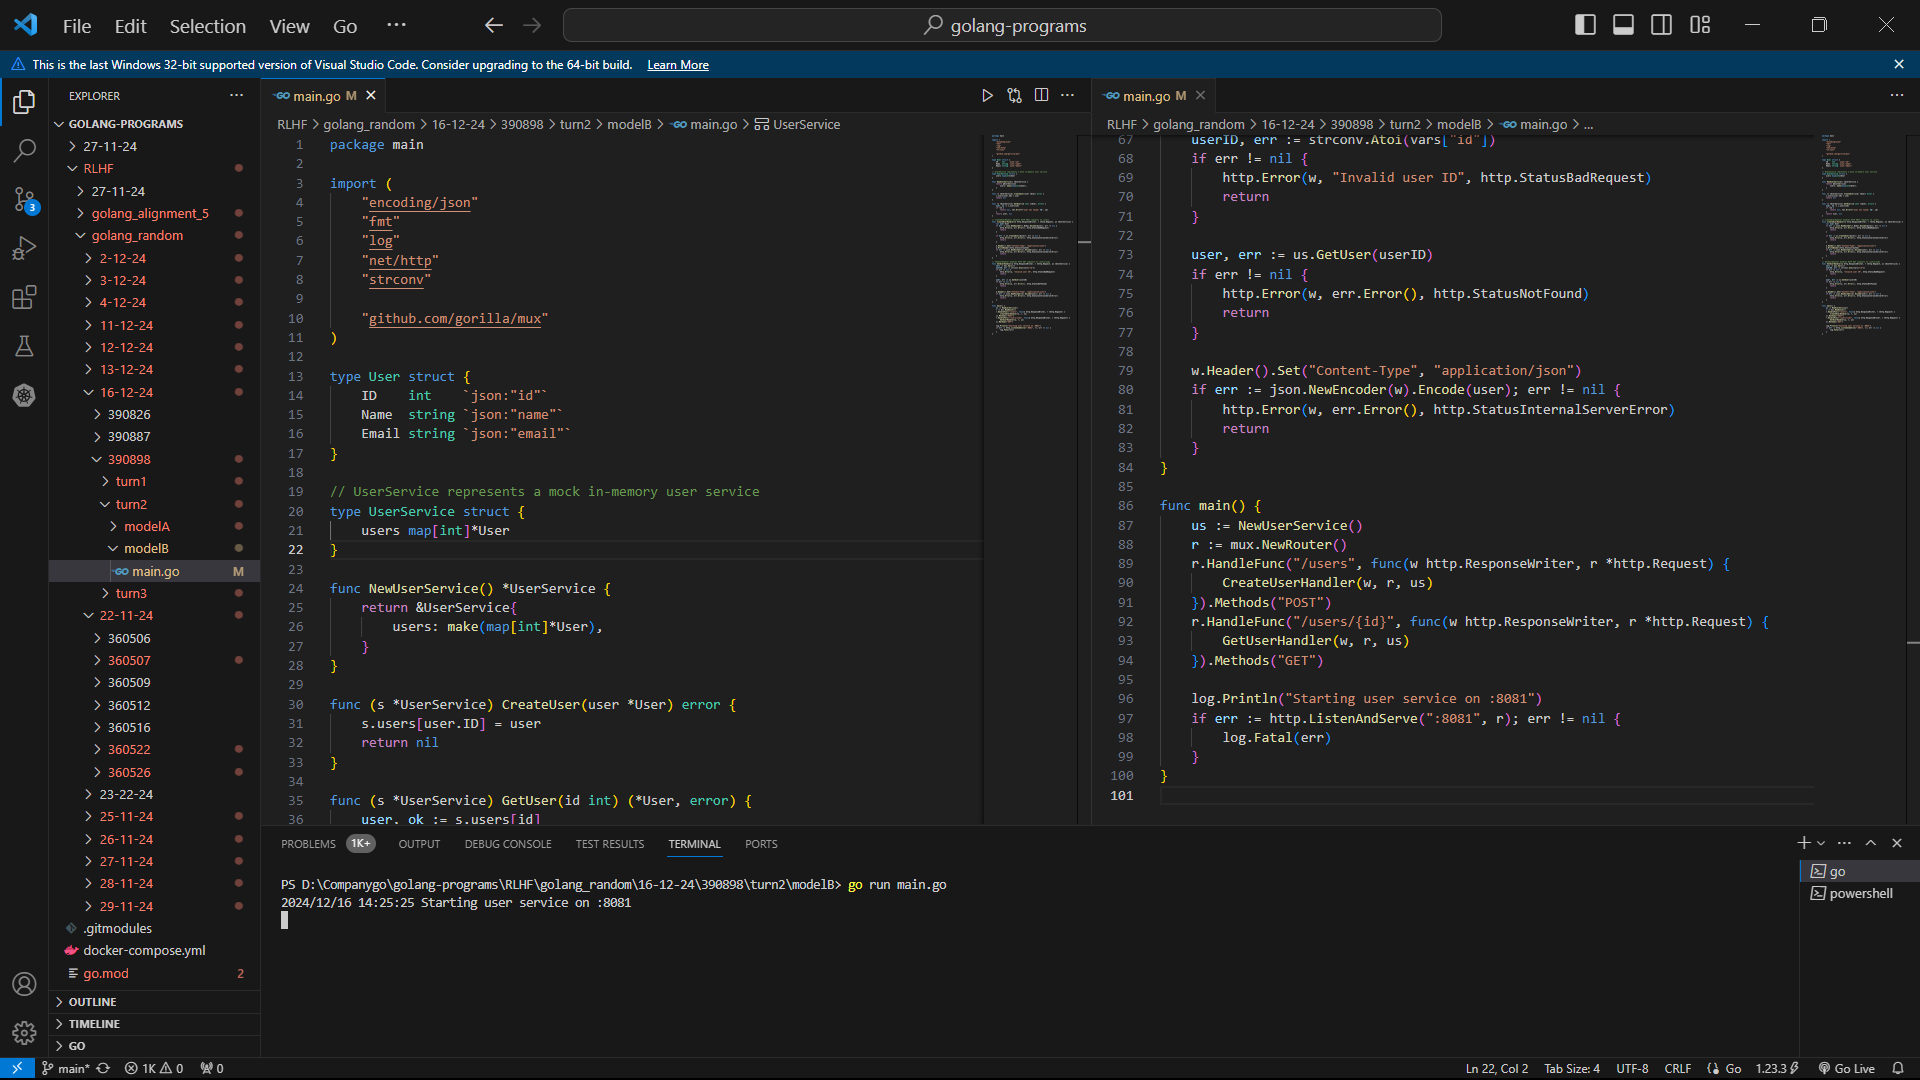 File Edit Selection View Go ···
golang-programs
This is the last Windows 32-bit supported version of Visual Studio Code. Consider upgrading to the 64-bit build. Learn More
EXPLORER
GOLANG-PROGRAMS
27-11-24
RLHF
27-11-24
golang_alignment_5
golang_random
2-12-24
3-12-24
4-12-24
11-12-24
12-12-24
13-12-24
16-12-24
390826
390887
390898
turn1
turn2
modelA
modelB
main.go M
turn3
22-11-24
360506
360507
360509
360512
360516
360522
360526
23-22-24
25-11-24
26-11-24
27-11-24
28-11-24
29-11-24
.gitmodules
docker-compose.yml
go.mod 2
OUTLINE
TIMELINE
GO
3
main.go M
RLHF > golang_random > 16-12-24 > 390898 > turn2 > modelB > main.go > UserService
1 package main
2
3 import (
4 "encoding/json"
5 "fmt"
6 "log"
7 "net/http"
8 "strconv"
9
10 "github.com/gorilla/mux"
11 )
12
13 type User struct {
14 ID    int    `json:"id"`
15 Name  string `json:"name"`
16 Email string `json:"email"`
17 }
18
19 // UserService represents a mock in-memory user service
20 type UserService struct {
21 users map[int]*User
22 }
23
24 func NewUserService() *UserService {
25 return &UserService{
26 users: make(map[int]*User),
27 }
28 }
29
30 func (s *UserService) CreateUser(user *User) error {
31 s.users[user.ID] = user
32 return nil
33 }
34
35 func (s *UserService) GetUser(id int) (*User, error) {
36 user, ok := s.users[id]
main.go M
RLHF > golang_random > 16-12-24 > 390898 > turn2 > modelB > main.go > ...
67 userID, err := strconv.Atoi(vars["id"])
68 if err != nil {
69 http.Error(w, "Invalid user ID", http.StatusBadRequest)
70 return
71 }
72
73 user, err := us.GetUser(userID)
74 if err != nil {
75 http.Error(w, err.Error(), http.StatusNotFound)
76 return
77 }
78
79 w.Header().Set("Content-Type", "application/json")
80 if err := json.NewEncoder(w).Encode(user); err != nil {
81 http.Error(w, err.Error(), http.StatusInternalServerError)
82 return
83 }
84 }
85
86 func main() {
87 us := NewUserService()
88 r := mux.NewRouter()
89 r.HandleFunc("/users", func(w http.ResponseWriter, r *http.Request) {
90 CreateUserHandler(w, r, us)
91 }).Methods("POST")
92 r.HandleFunc("/users/{id}", func(w http.ResponseWriter, r *http.Request) {
93 GetUserHandler(w, r, us)
94 }).Methods("GET")
95
96 log.Println("Starting user service on :8081")
97 if err := http.ListenAndServe(":8081", r); err != nil {
98 log.Fatal(err)
99 }
100 }
101
PROBLEMS 1K+ OUTPUT DEBUG CONSOLE TEST RESULTS TERMINAL PORTS
PS D:\Companygo\golang-programs\RLHF\golang_random\16-12-24\390898\turn2\modelB> go run main.go
2024/12/16 14:25:25 Starting user service on :8081
go
powershell
main* 1K 0 0
Ln 22, Col 2 Tab Size: 4 UTF-8 CRLF Go 1.23.3 Go Live